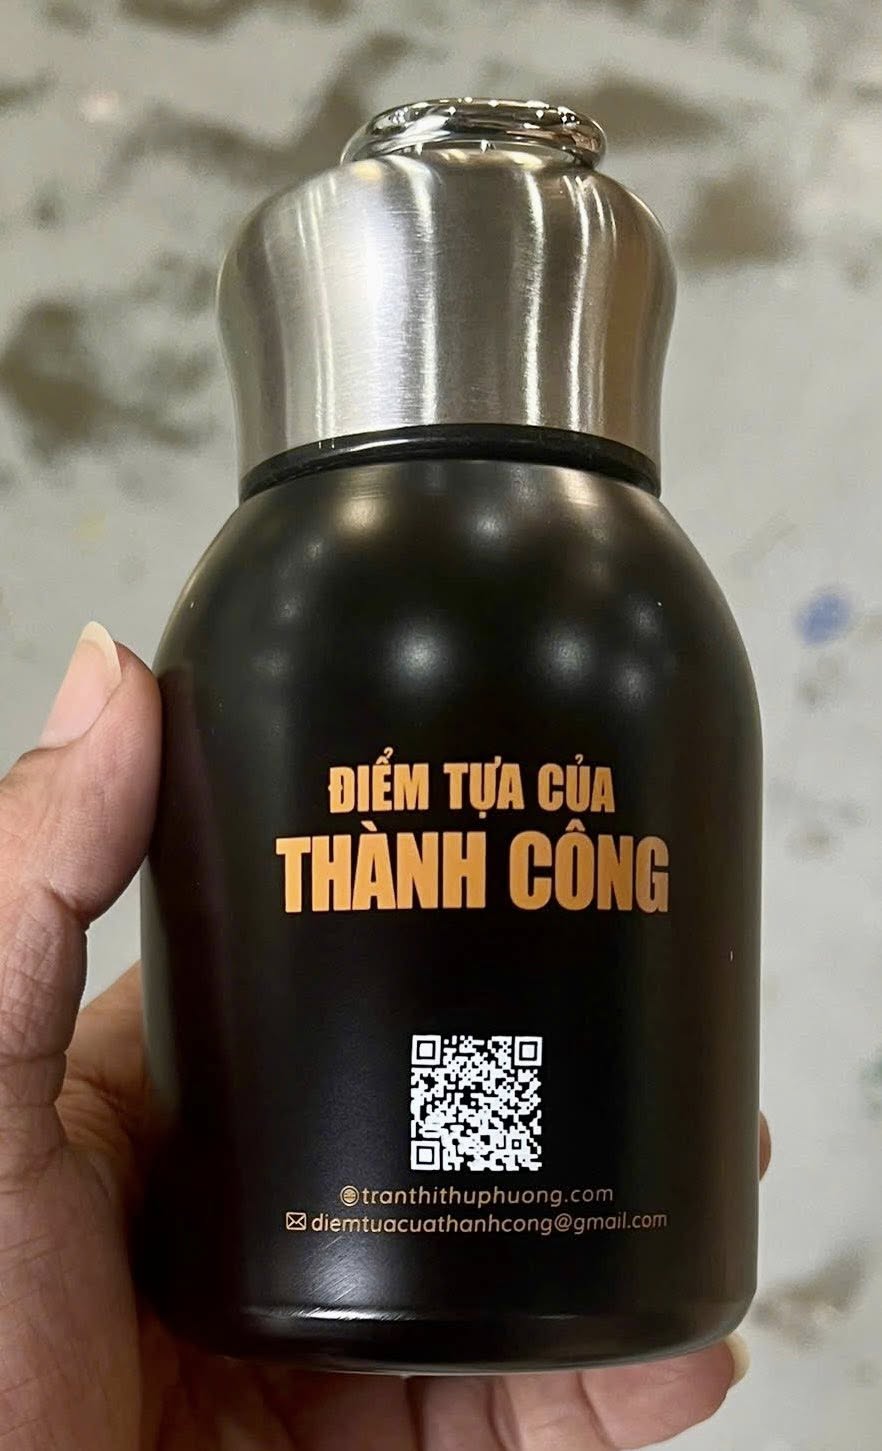 ĐIỂM TỰA CỦA
THÀNH CÔNG
tranthithuphuong.com
diemtuacuathanhcong@gmail.com